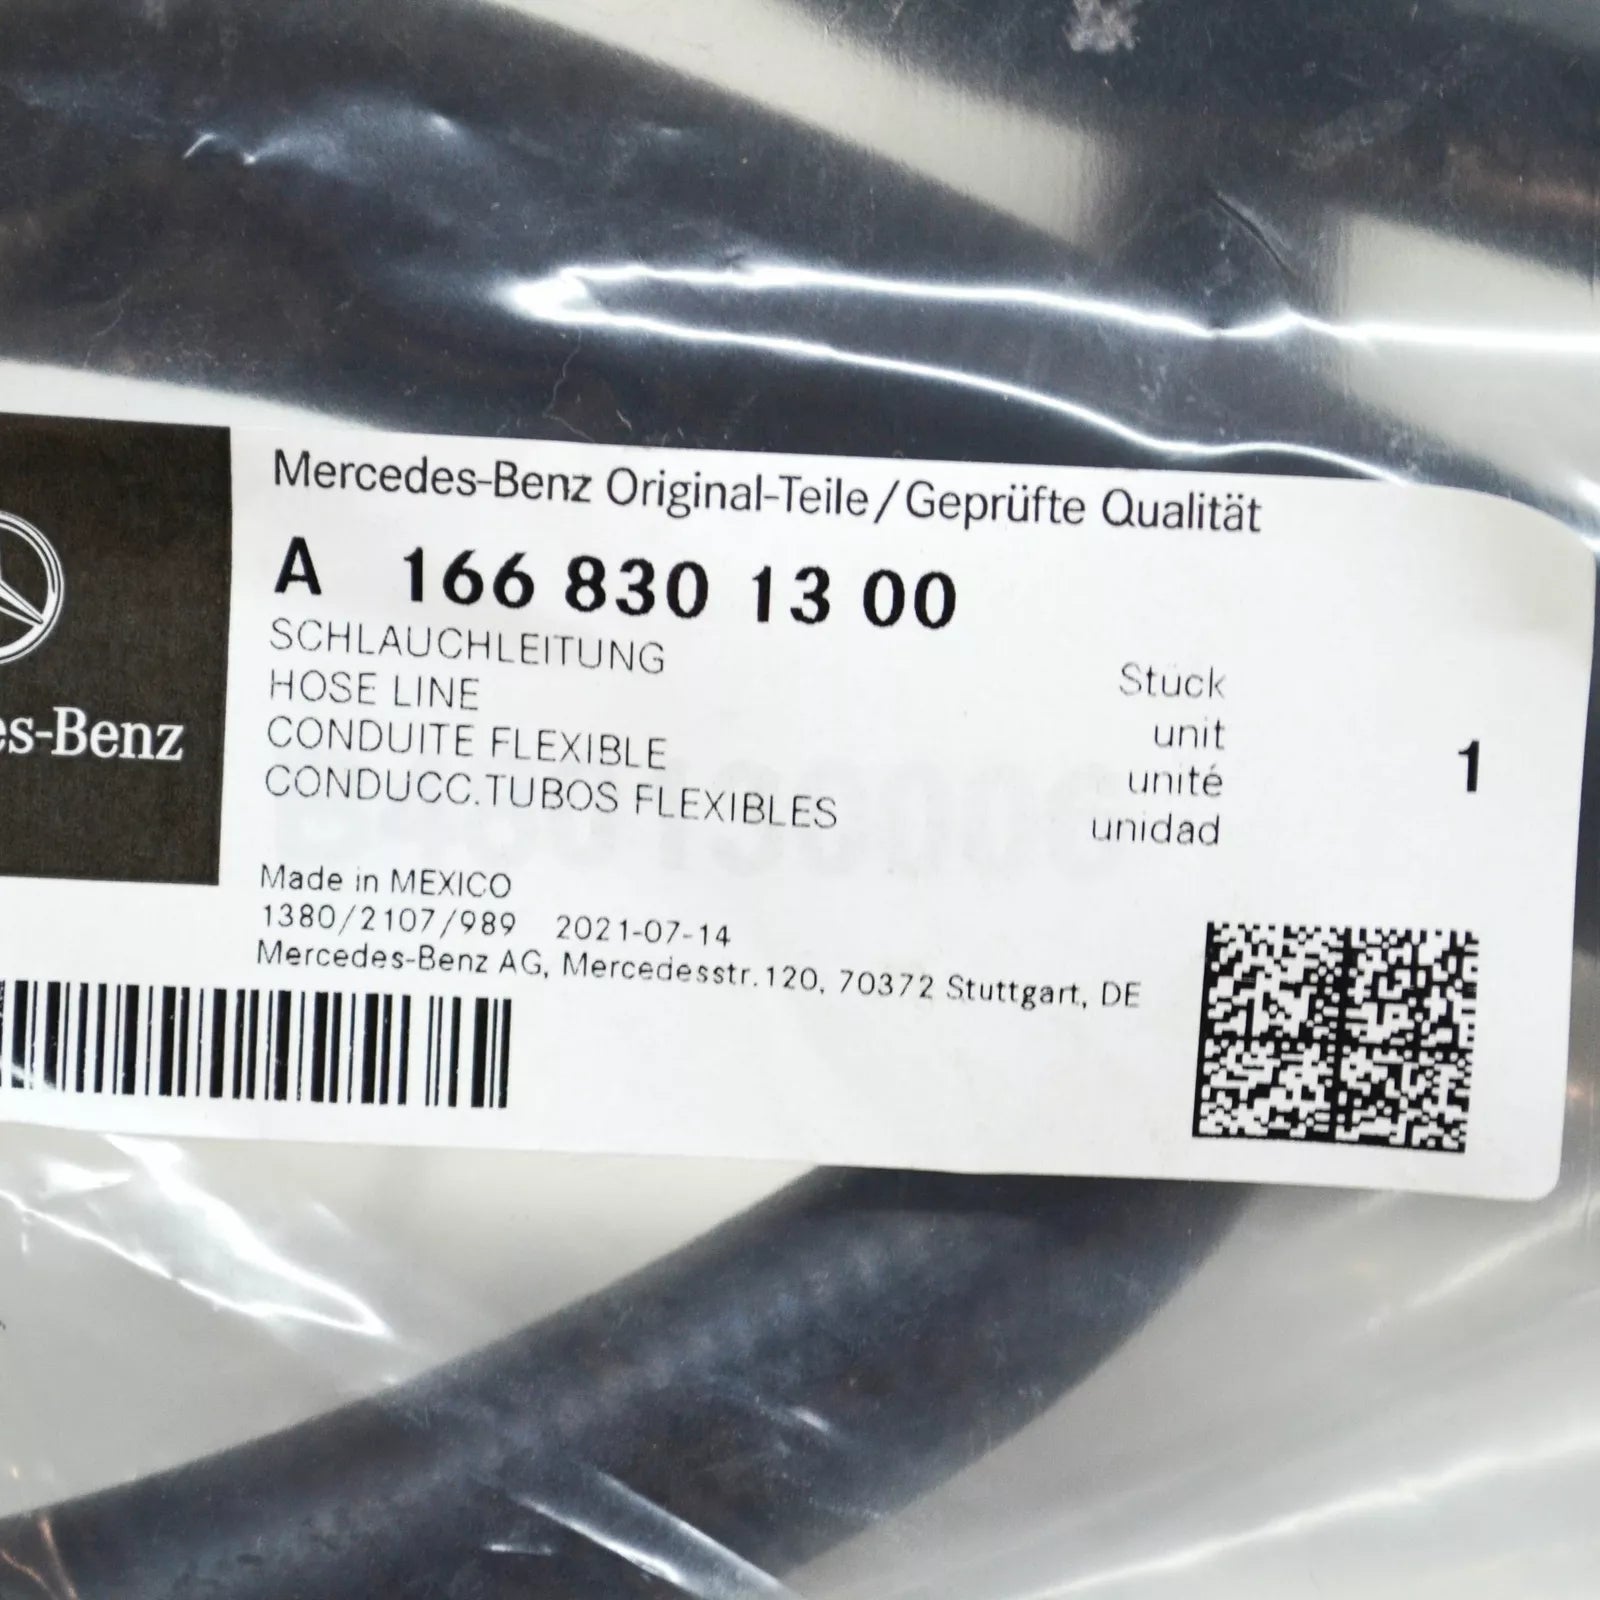 Mercedes-Benz Original-Teile/Geprüfte Qualität
A 166 830 13 00
SCHLAUCHLEITUNG
HOSE LINE
CONDUITE FLEXIBLE
CONDUCC.TUBOS FLEXIBLES
Stück
unit
unité
unidad
1
es-Benz
Made in MEXICO
1380/2107/989 2021-07-14
Mercedes-Benz AG, Mercedesstr.120, 70372 Stuttgart, DE